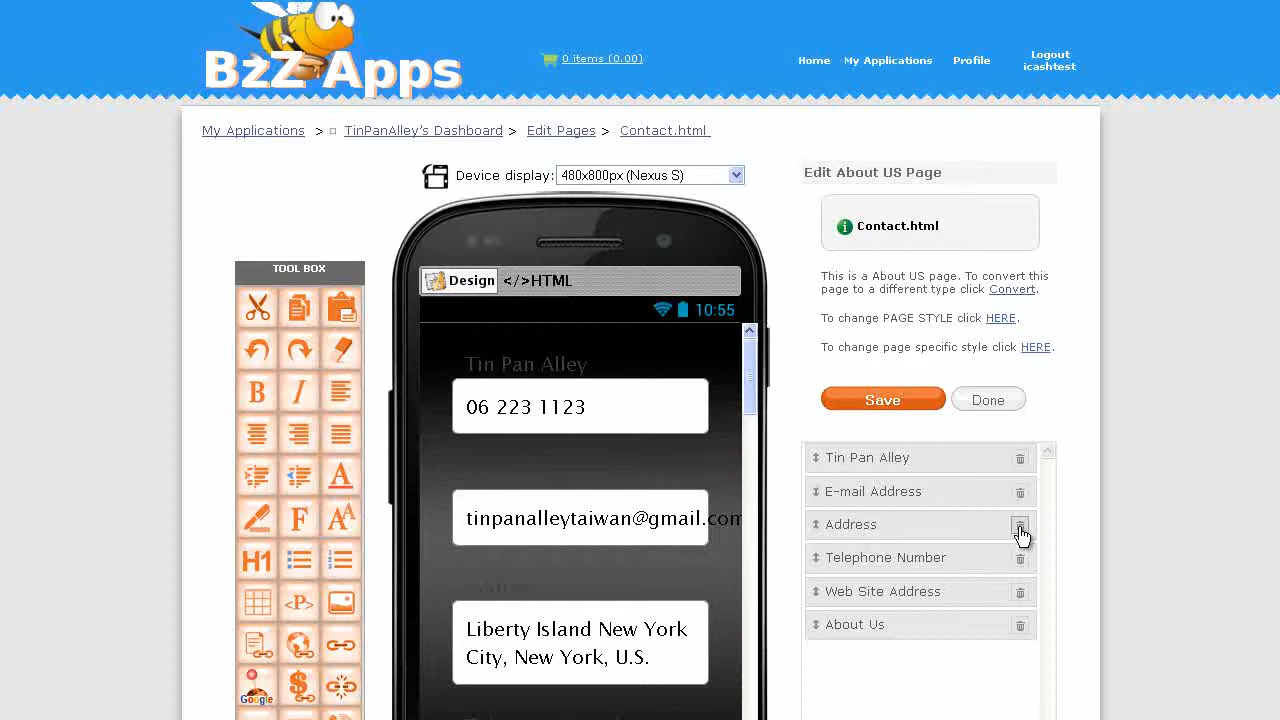 BzZ Apps
0 items (0.00)
Home
My Applications
Profile
Logout
icashtest
My Applications > TinPanAlley's Dashboard > Edit Pages > Contact.html
Device display: 480x800px (Nexus S)
Edit About US Page
Contact.html
This is a About US page. To convert this
page to a different type click Canvert.
To change PAGE STYLE click HERE.
To change page specific style click HERE.
Save
Done
TOOL BOX
B
I
A
F
AA
H1
<P>
Google
$
Design
</>HTML
10:55
Tin Pan Alley
06 223 1123
tinpanalleytaiwan@gmail.com
Liberty Island New York
City, New York, U.S.
Tin Pan Alley
E-mail Address
Address
Telephone Number
Web Site Address
About Us